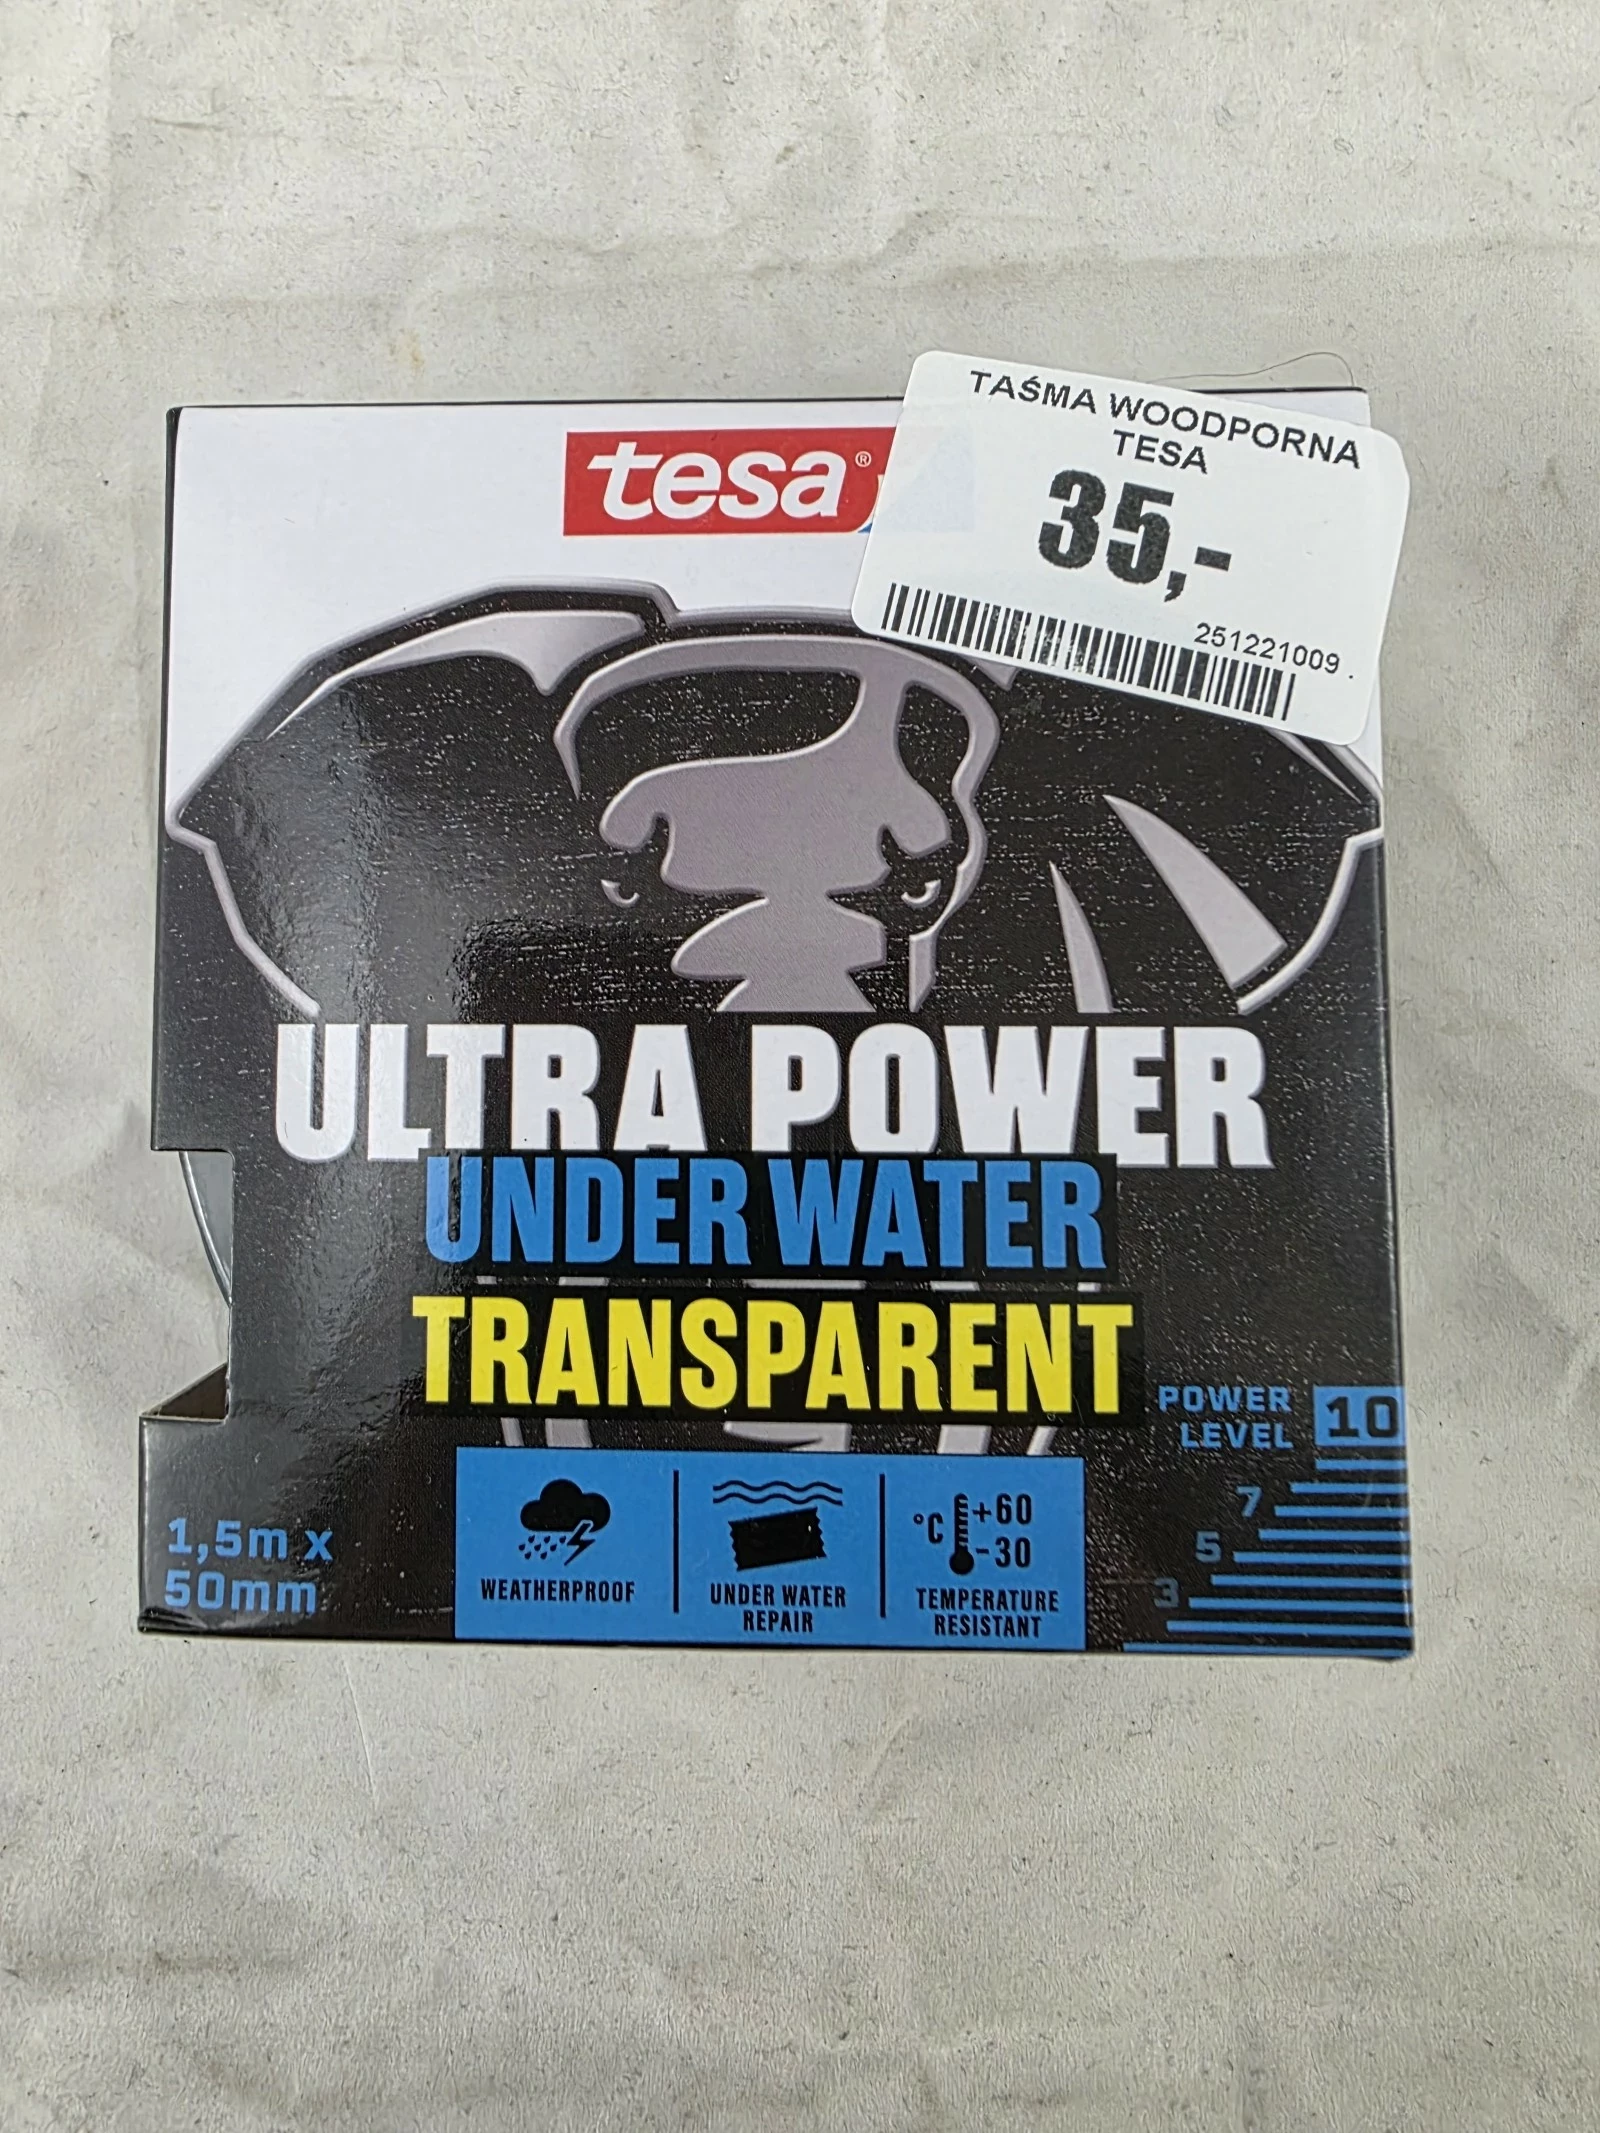 TAŚMA WOODPORNA
TESA
35,-
251221009.
tesa®
ULTRA POWER
UNDER WATER
TRANSPARENT
POWER
LEVEL
10
7
5
3
1,5m x
50mm
WEATHERPROOF
UNDER WATER
REPAIR
°C
+60
-30
TEMPERATURE
RESISTANT